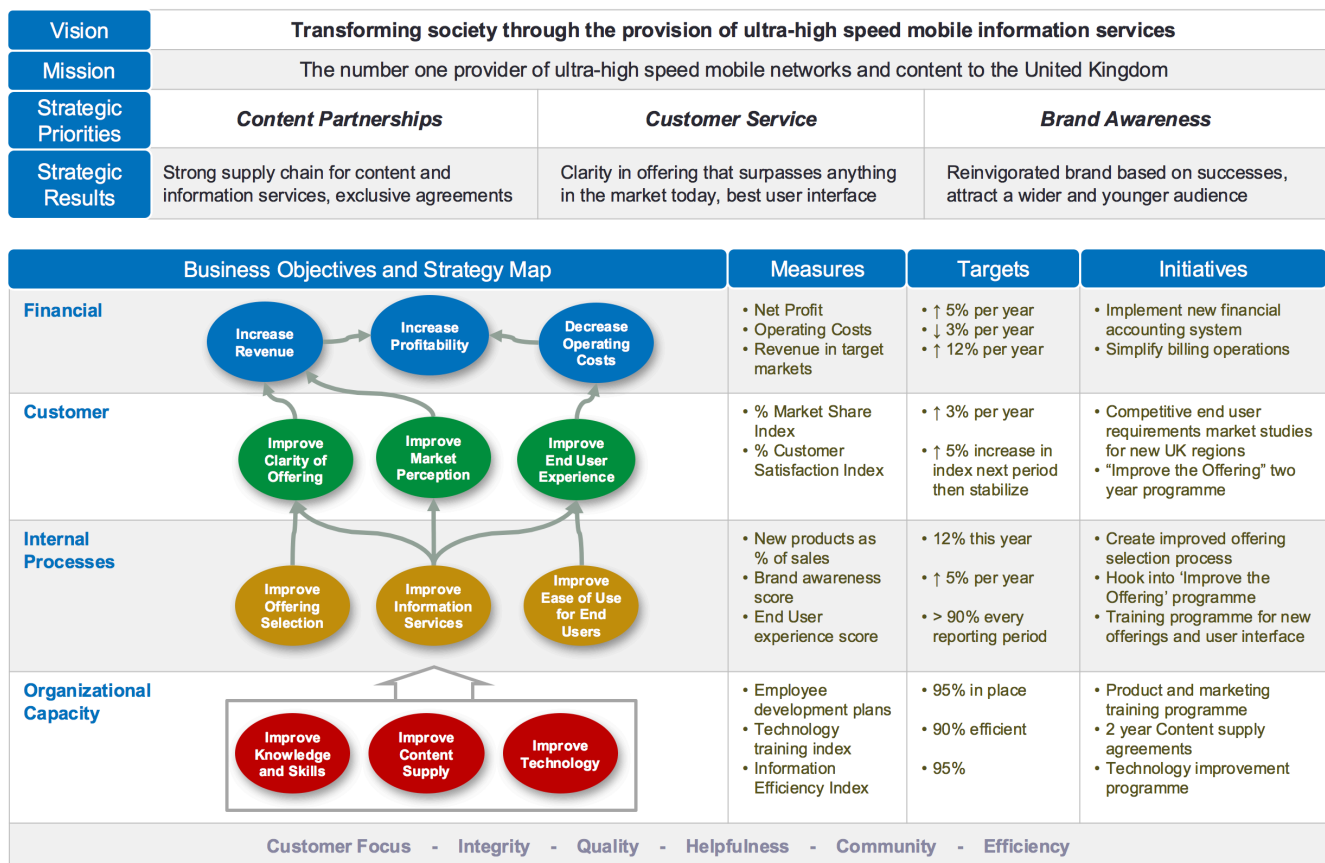 Vision
Transforming society through the provision of ultra-high speed mobile information services
Mission
The number one provider of ultra-high speed mobile networks and content to the United Kingdom
Strategic
Priorities
Content Partnerships
Customer Service
Brand Awareness
Strategic
Results
Strong supply chain for content and
information services, exclusive agreements
Clarity in offering that surpasses anything
in the market today, best user interface
Reinvigorated brand based on successes,
attract a wider and younger audience
Business Objectives and Strategy Map
Measures
Targets
Initiatives
Financial
Increase
Revenue
Increase
Profitability
Decrease
Operating
Costs
• Net Profit
• Operating Costs
• Revenue in target
markets
• ↑ 5% per year
• ↓ 3% per year
• ↑ 12% per year
• Implement new financial
accounting system
• Simplify billing operations
Customer
Improve
Clarity of
Offering
Improve
Market
Perception
Improve
End User
Experience
• % Market Share
Index
• % Customer
Satisfaction Index
• ↑ 3% per year
• ↑ 5% increase in
index next period
then stabilize
• Competitive end user
requirements market studies
for new UK regions
• “Improve the Offering” two
year programme
Internal
Processes
Improve
Offering
Selection
Improve
Information
Services
Improve
Ease of Use
for End
Users
• New products as
% of sales
• Brand awareness
score
• End User
experience score
• 12% this year
• ↑ 5% per year
• > 90% every
reporting period
• Create improved offering
selection process
• Hook into ‘Improve the
Offering’ programme
• Training programme for new
offerings and user interface
Organizational
Capacity
Improve
Knowledge
and Skills
Improve
Content
Supply
Improve
Technology
• Employee
development plans
• Technology
training index
• Information
Efficiency Index
• 95% in place
• 90% efficient
• 95%
• Product and marketing
training programme
• 2 year Content supply
agreements
• Technology improvement
programme
Customer Focus - Integrity - Quality - Helpfulness - Community - Efficiency